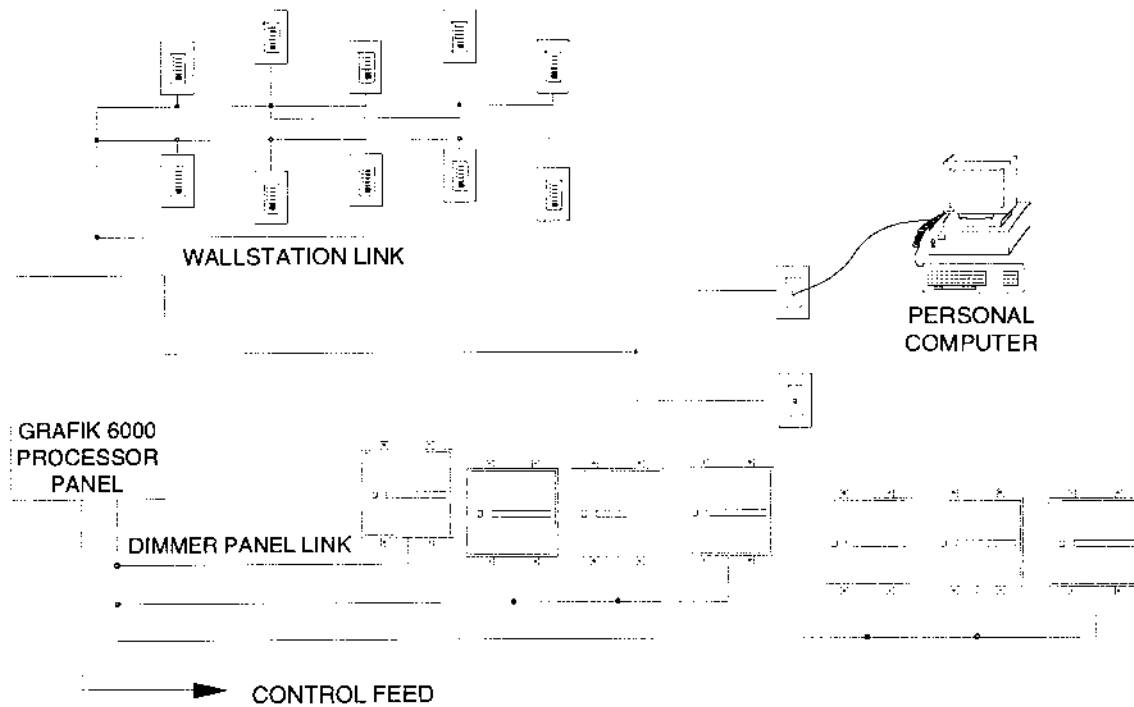 WALLSTATION LINK
PERSONAL
COMPUTER
GRAFIK 6000
PROCESSOR
PANEL
DIMMER PANEL LINK
CONTROL FEED